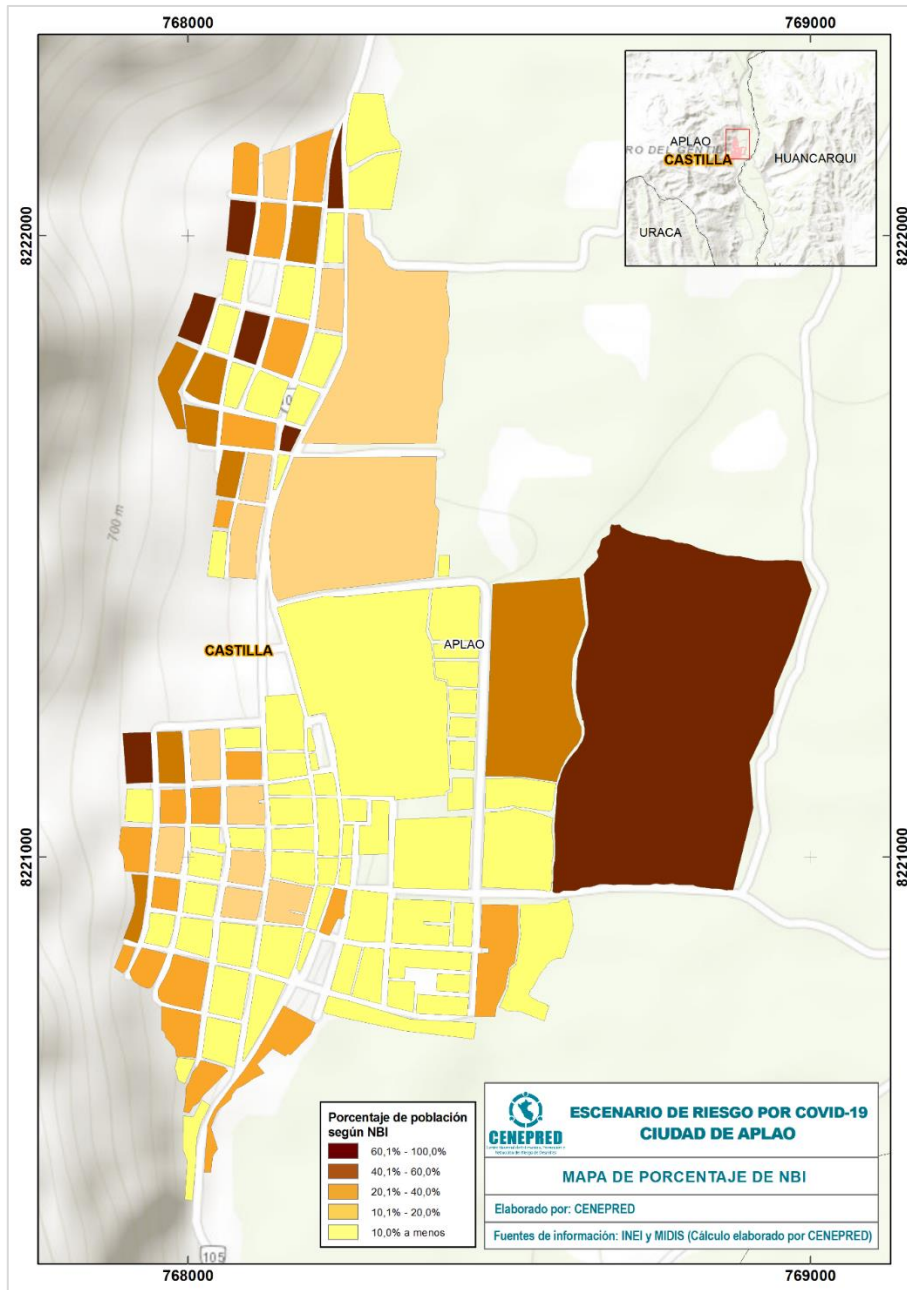 768000
769000
APLAO
RO DEL GENTIL
CASTILLA
HUANCARQUI
URACA
8222000
8222000
700 m
CASTILLA
APLAO
8221000
8221000
Porcentaje de población
según NBI
60,1% - 100,0%
40,1% - 60,0%
20,1% - 40,0%
10,1% - 20,0%
10,0% a menos
CENEPRED
ESCENARIO DE RIESGO POR COVID-19
CIUDAD DE APLAO
MAPA DE PORCENTAJE DE NBI
Elaborado por: CENEPRED
Fuentes de información: INEI y MIDIS (Cálculo elaborado por CENEPRED)
105
768000
769000